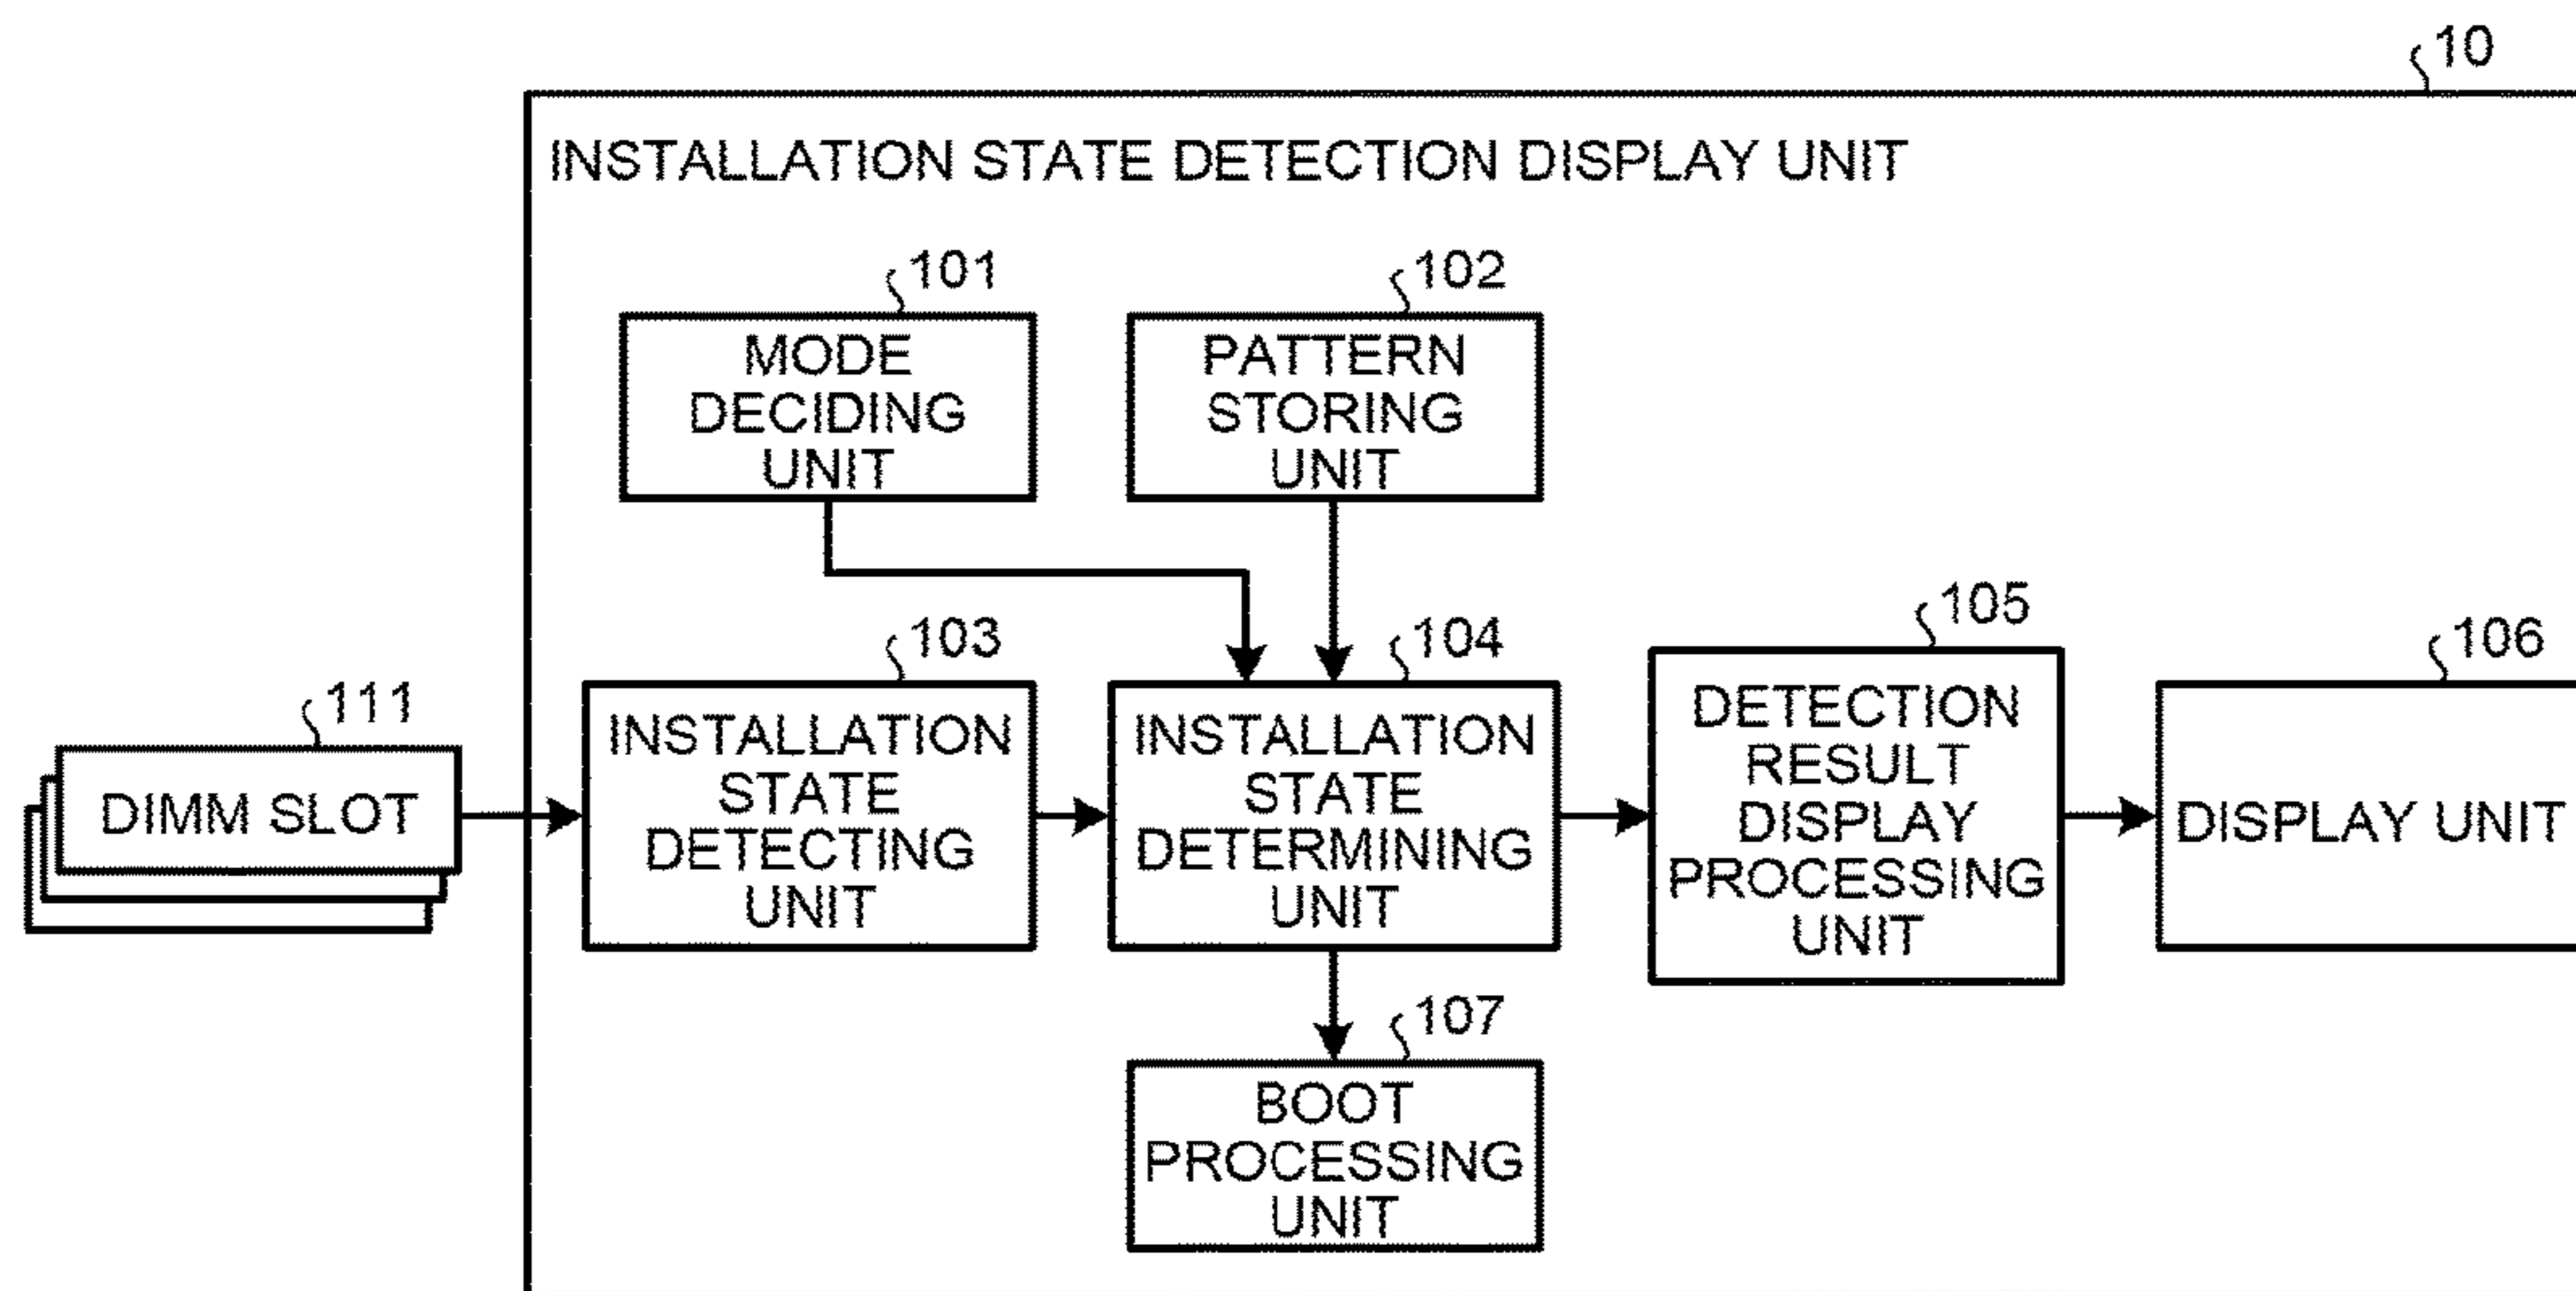 10
INSTALLATION STATE DETECTION DISPLAY UNIT
101
MODE
DECIDING
UNIT
102
PATTERN
STORING
UNIT
111
DIMM SLOT
103
INSTALLATION
STATE
DETECTING
UNIT
104
INSTALLATION
STATE
DETERMINING
UNIT
105
DETECTION
RESULT
DISPLAY
PROCESSING
UNIT
106
DISPLAY UNIT
107
BOOT
PROCESSING
UNIT